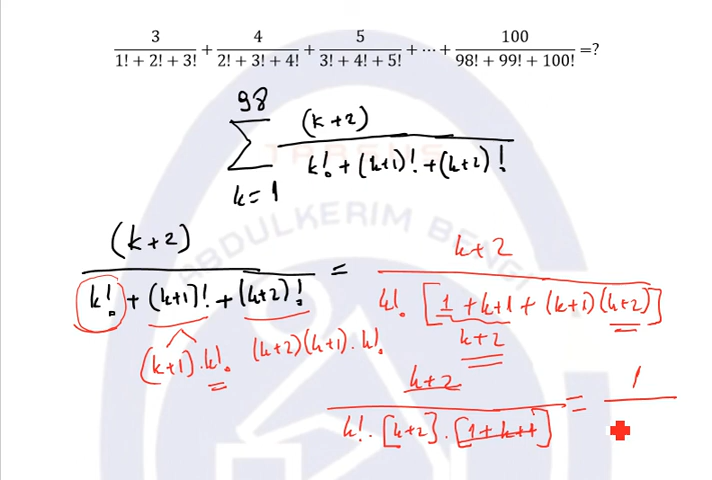 3/(1! + 2! + 3!) + 4/(2! + 3! + 4!) + 5/(3! + 4! + 5!) + ⋯ + 100/(98! + 99! + 100!) =?
98
∑ (k+2)/(k! + (k+1)! + (k+2)!)
k=1
(k+2)/(k! + (k+1)! + (k+2)!) = k+2/(k! · [1 + k+1 + (k+1)(k+2)])
k+2
(k+1) · k! (k+2)(k+1) · k!
k+2/(k! · [k+2] · [1+k+1]) = 1/
ABDULKERIM BE